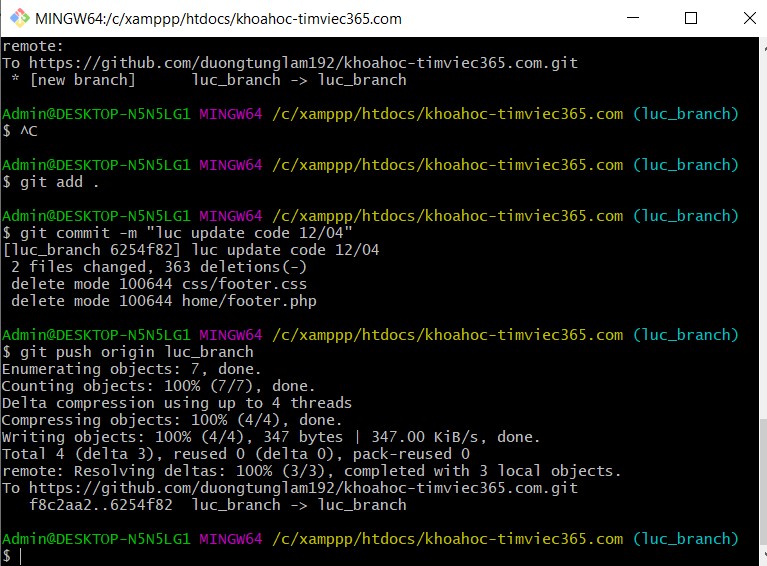 MINGW64:/c/xamppp/htdocs/khoahoc-timviec365.com
remote:
To https://github.com/duongtunglam192/khoahoc-timviec365.com.git
 * [new branch]      luc_branch -> luc_branch
Admin@DESKTOP-N5N5LG1 MINGW64 /c/xamppp/htdocs/khoahoc-timviec365.com (luc_branch)
$ ^C
Admin@DESKTOP-N5N5LG1 MINGW64 /c/xamppp/htdocs/khoahoc-timviec365.com (luc_branch)
$ git add .
Admin@DESKTOP-N5N5LG1 MINGW64 /c/xamppp/htdocs/khoahoc-timviec365.com (luc_branch)
$ git commit -m "luc update code 12/04"
[luc_branch 6254f82] luc update code 12/04
 2 files changed, 363 deletions(-)
 delete mode 100644 css/footer.css
 delete mode 100644 home/footer.php
Admin@DESKTOP-N5N5LG1 MINGW64 /c/xamppp/htdocs/khoahoc-timviec365.com (luc_branch)
$ git push origin luc_branch
Enumerating objects: 7, done.
Counting objects: 100% (7/7), done.
Delta compression using up to 4 threads
Compressing objects: 100% (4/4), done.
Writing objects: 100% (4/4), 347 bytes | 347.00 KiB/s, done.
Total 4 (delta 3), reused 0 (delta 0), pack-reused 0
remote: Resolving deltas: 100% (3/3), completed with 3 local objects.
To https://github.com/duongtunglam192/khoahoc-timviec365.com.git
   f8c2aa2..6254f82  luc_branch -> luc_branch
Admin@DESKTOP-N5N5LG1 MINGW64 /c/xamppp/htdocs/khoahoc-timviec365.com (luc_branch)
$